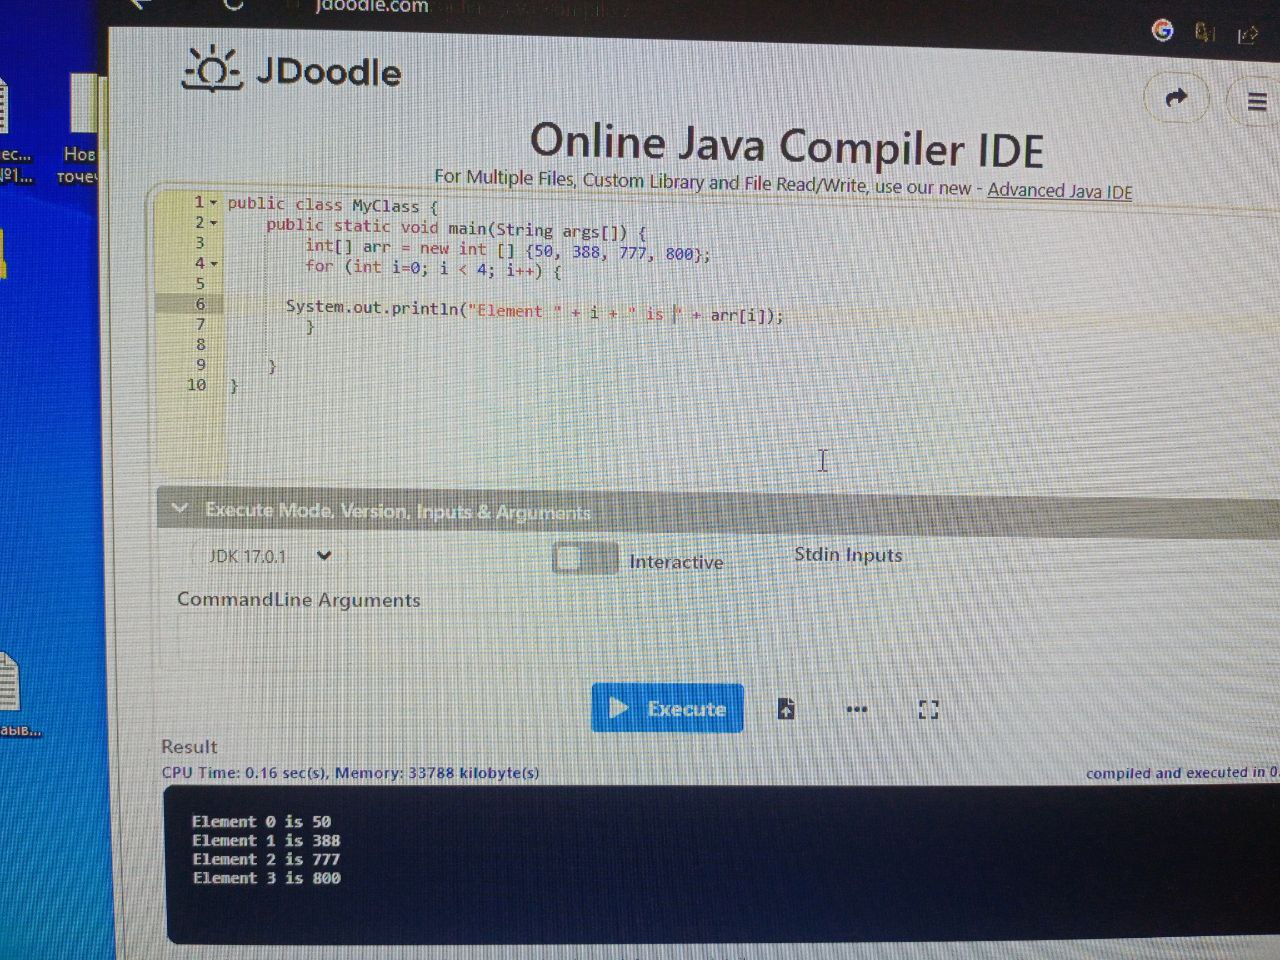 jdoodle.com
JDoodle
ес...
№1...
Нов
точеч
Online Java Compiler IDE
For Multiple Files, Custom Library and File Read/Write, use our new - Advanced Java IDE
1 public class MyClass {
2 public static void main(String args[]) {
3 int[] arr = new int [] {50, 388, 777, 800};
4 for (int i=0; i < 4; i++) {
5
6 System.out.println("Element " + i + " is " + arr[i]);
7 }
8
9 }
10 }
Execute Mode, Version, Inputs & Arguments
JDK 17.0.1
Interactive
Stdin Inputs
CommandLine Arguments
Execute
зыв...
Result
CPU Time: 0.16 sec(s), Memory: 33788 kilobyte(s)
compiled and executed in 0.
Element 0 is 50
Element 1 is 388
Element 2 is 777
Element 3 is 800